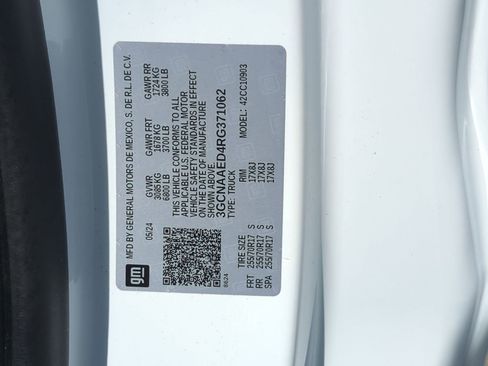 MFD BY GENERAL MOTORS DE MEXICO, S. DE R.L. DE C.V.
05/24
GVWR GAWR FRT GAWR RR
3085KG 1678 KG 1724 KG
6800 LB 3700 LB 3800 LB
THIS VEHICLE CONFORMS TO ALL
APPLICABLE U.S. FEDERAL MOTOR
VEHICLE SAFETY STANDARDS IN EFFECT
ON THE DATE OF MANUFACTURE
SHOWN ABOVE.
3GCNAAED4RG371062
TYPE: TRUCK MODEL: 42CC10903
gm
TIRE SIZE RIM
FRT 255/70R17 S 17X8J
RR 255/70R17 S 17X8J
SPA 255/70R17 S 17X8J